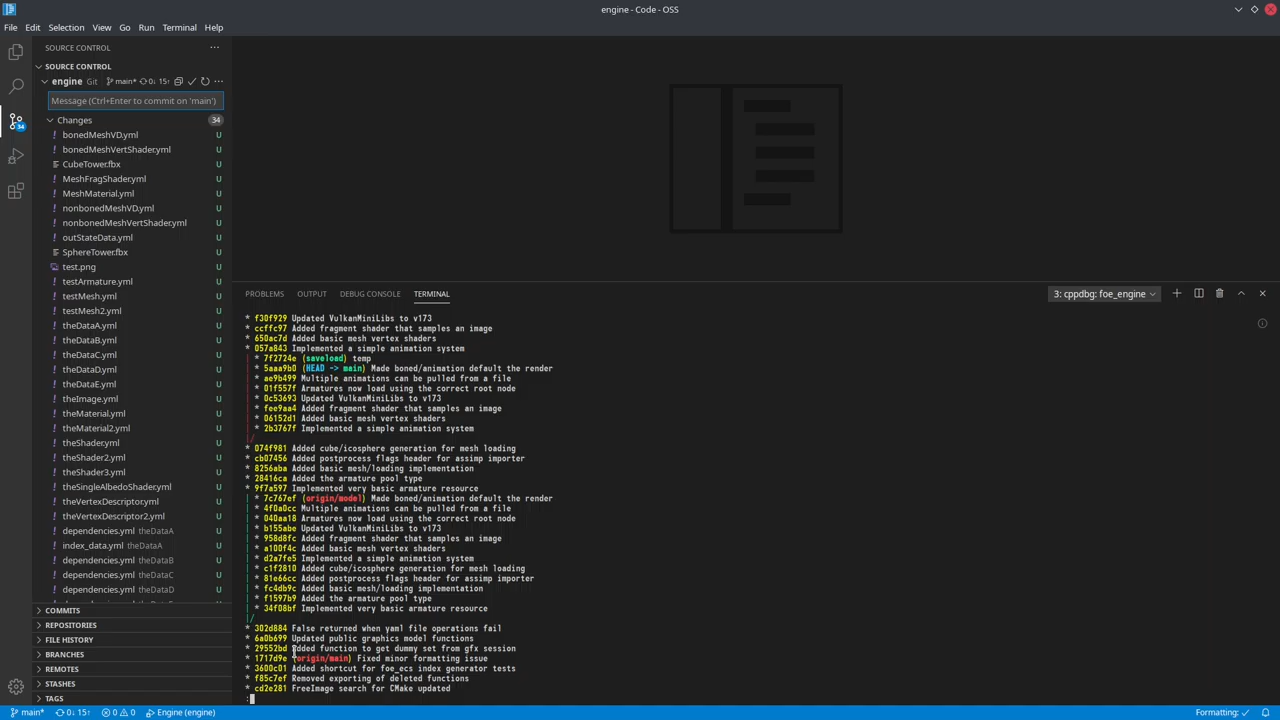 engine - Code - OSS
File Edit Selection View Go Run Terminal Help
SOURCE CONTROL
SOURCE CONTROL
engine Git main* 0↓ 15↑
Message (Ctrl+Enter to commit on 'main')
Changes 34
! bonedMeshVD.yml U
! bonedMeshVertShader.yml U
CubeTower.fbx U
! MeshFragShader.yml U
! MeshMaterial.yml U
! nonbonedMeshVD.yml U
! nonbonedMeshVertShader.yml U
! outStateData.yml U
SphereTower.fbx U
test.png U
! testArmature.yml U
! testMesh.yml U
! testMesh2.yml U
! theDataA.yml U
! theDataB.yml U
! theDataC.yml U
! theDataD.yml U
! theDataE.yml U
! theImage.yml U
! theMaterial.yml U
! theMaterial2.yml U
! theShader.yml U
! theShader2.yml U
! theShader3.yml U
! theSingleAlbedoShader.yml U
! theVertexDescriptor.yml U
! theVertexDescriptor2.yml U
! dependencies.yml theDataA U
! index_data.yml theDataA U
! dependencies.yml theDataB U
! dependencies.yml theDataC U
! dependencies.yml theDataD U
COMMITS
REPOSITORIES
FILE HISTORY
BRANCHES
REMOTES
STASHES
TAGS
34
PROBLEMS OUTPUT DEBUG CONSOLE TERMINAL
3: cppdbg: foe_engine
* f30f929 Updated VulkanMiniLibs to v173
* ccffc97 Added fragment shader that samples an image
* 650ac7d Added basic mesh vertex shaders
* 057a843 Implemented a simple animation system
| * 7f2724e (saveload) temp
| * 5aaa9b0 (HEAD -> main) Made boned/animation default the render
| * ae9b499 Multiple animations can be pulled from a file
| * 01f557f Armatures now load using the correct root node
| * 0c53693 Updated VulkanMiniLibs to v173
| * fee9aa4 Added fragment shader that samples an image
| * 06152d1 Added basic mesh vertex shaders
| * 2b3767f Implemented a simple animation system
|/
* 074f981 Added cube/icosphere generation for mesh loading
* cb07456 Added postprocess flags header for assimp importer
* 8256aba Added basic mesh/loading implementation
* 28416ca Added the armature pool type
* 9f7a597 Implemented very basic armature resource
| * 7c767ef (origin/model) Made boned/animation default the render
| * 4f0a0cc Multiple animations can be pulled from a file
| * 040aa18 Armatures now load using the correct root node
| * b155abe Updated VulkanMiniLibs to v173
| * 958d8fc Added fragment shader that samples an image
| * a100f4c Added basic mesh vertex shaders
| * d2a7fe5 Implemented a simple animation system
| * c1f2810 Added cube/icosphere generation for mesh loading
| * 81e66cc Added postprocess flags header for assimp importer
| * fc4db9c Added basic mesh/loading implementation
| * f1597b9 Added the armature pool type
| * 34f08bf Implemented very basic armature resource
|/
* 302d884 False returned when yaml file operations fail
* 6a0b699 Updated public graphics model functions
* 29552bd Added function to get dummy set from gfx session
* 1717d9e (origin/main) Fixed minor formatting issue
* 3600c01 Added shortcut for foe_ecs index generator tests
* f85c7ef Removed exporting of deleted functions
* cd2e281 FreeImage search for CMake updated
:
main* 0↓ 15↑ 0 0 Engine (engine) Formatting: ✓